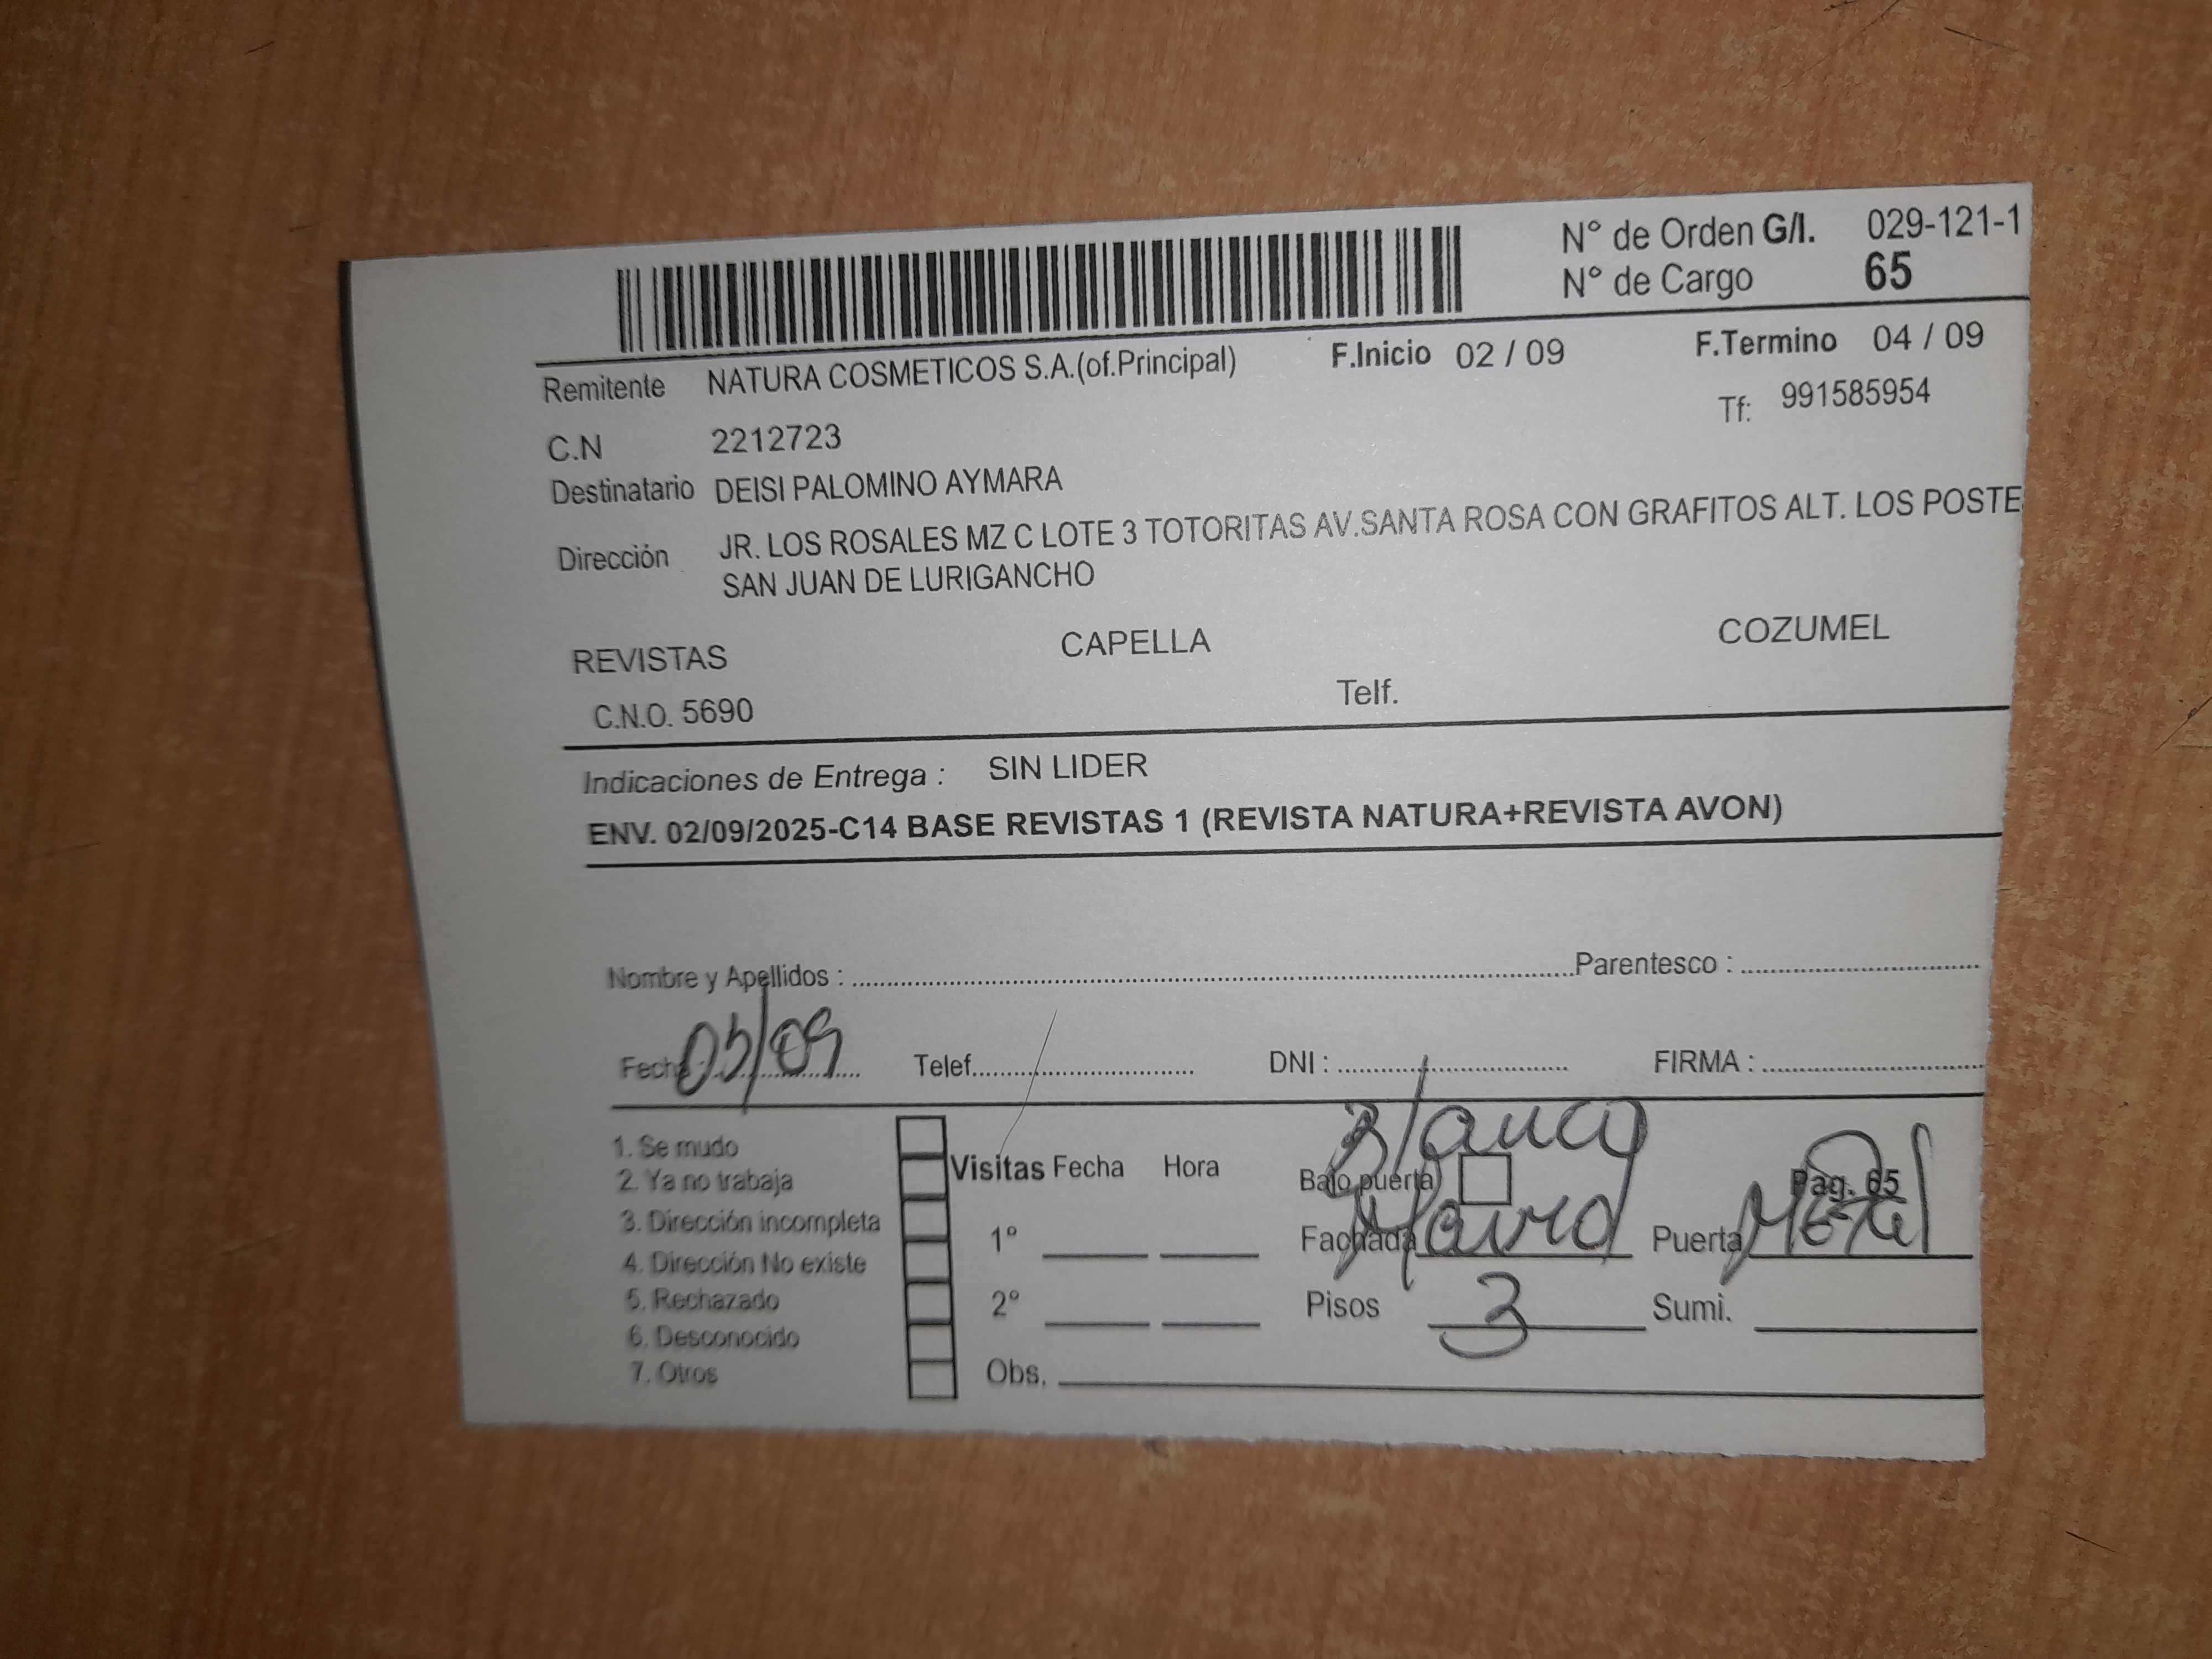 N° de Orden G/I. 029-121-1
N° de Cargo 65
Remitente NATURA COSMETICOS S.A.(of.Principal) F.Inicio 02 / 09 F.Termino 04 / 09
Tf: 991585954
C.N 2212723
Destinatario DEISI PALOMINO AYMARA
Dirección JR. LOS ROSALES MZ C LOTE 3 TOTORITAS AV.SANTA ROSA CON GRAFITOS ALT. LOS POSTE
SAN JUAN DE LURIGANCHO
REVISTAS CAPELLA COZUMEL
C.N.O. 5690 Telf.
Indicaciones de Entrega : SIN LIDER
ENV. 02/09/2025-C14 BASE REVISTAS 1 (REVISTA NATURA+REVISTA AVON)
Nombre y Apellidos : Parentesco :
Fecha : /09 Telef. DNI : FIRMA :
Blanco
1. Se mudo
2. Ya no trabaja Visitas Fecha Hora Bajo puerta Pag. 65
3. Dirección incompleta 1° Fachada Puerta Metal
4. Dirección No existe
5. Rechazado 2° Pisos 3 Sumi.
6. Desconocido
7. Otros Obs.